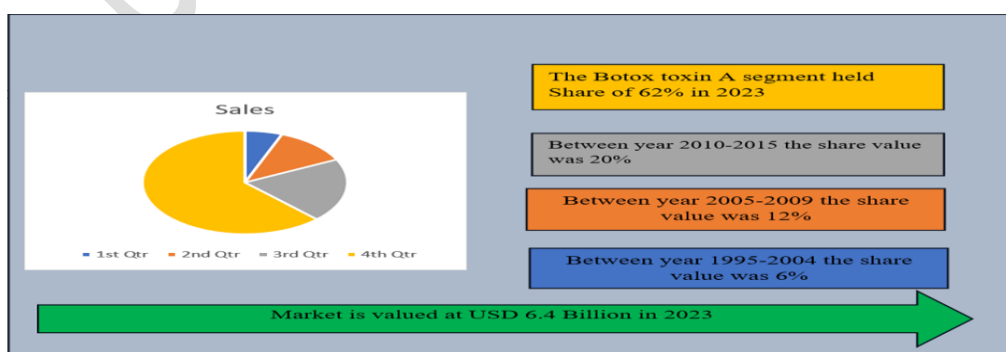 Sales
1st Qtr 2nd Qtr 3rd Qtr 4th Qtr
The Botox toxin A segment held
Share of 62% in 2023
Between year 2010-2015 the share value
was 20%
Between year 2005-2009 the share
value was 12%
Between year 1995-2004 the share
value was 6%
Market is valued at USD 6.4 Billion in 2023